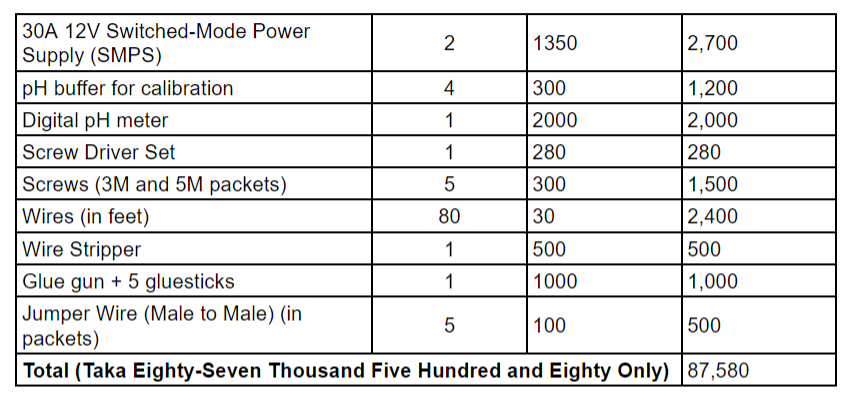 30A 12V Switched-Mode Power
Supply (SMPS) 2 1350 2,700
pH buffer for calibration 4 300 1,200
Digital pH meter 1 2000 2,000
Screw Driver Set 1 280 280
Screws (3M and 5M packets) 5 300 1,500
Wires (in feet) 80 30 2,400
Wire Stripper 1 500 500
Glue gun + 5 gluesticks 1 1000 1,000
Jumper Wire (Male to Male) (in
packets) 5 100 500
Total (Taka Eighty-Seven Thousand Five Hundred and Eighty Only) 87,580